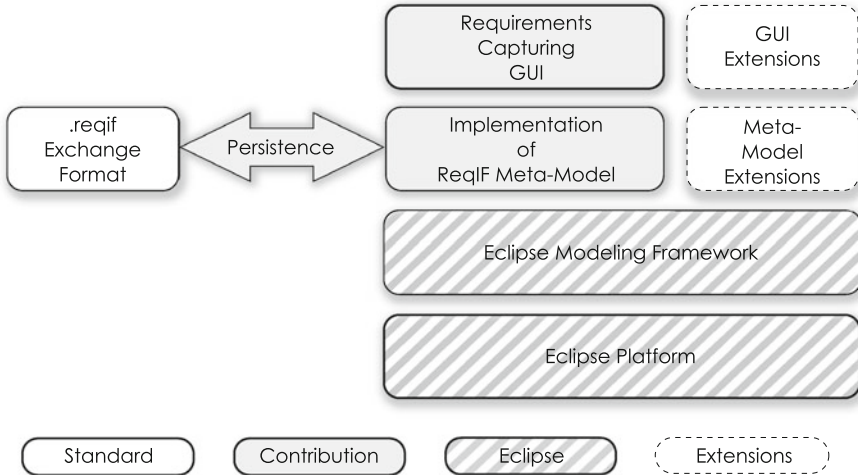 Requirements
Capturing
GUI
GUI
Extensions
.reqif
Exchange
Format
Persistence
Implementation
of
ReqIF Meta-Model
Meta-
Model
Extensions
Eclipse Modeling Framework
Eclipse Platform
Standard
Contribution
Eclipse
Extensions